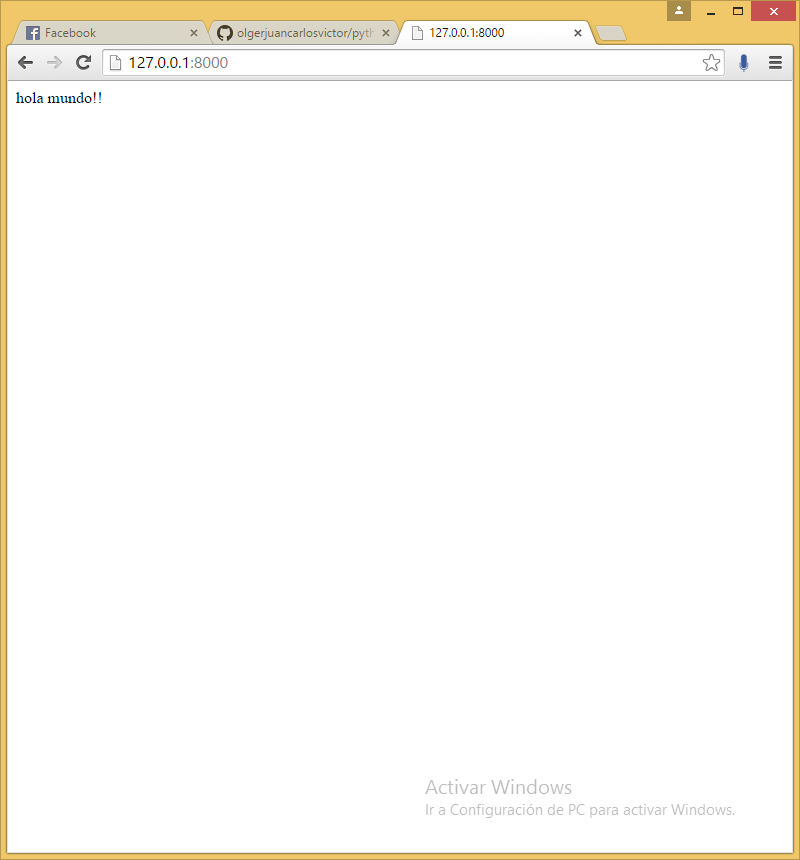 Facebook
olgerjuancarlosvictor/pyth
127.0.0.1:8000
127.0.0.1:8000
hola mundo!!
Activar Windows
Ir a Configuración de PC para activar Windows.